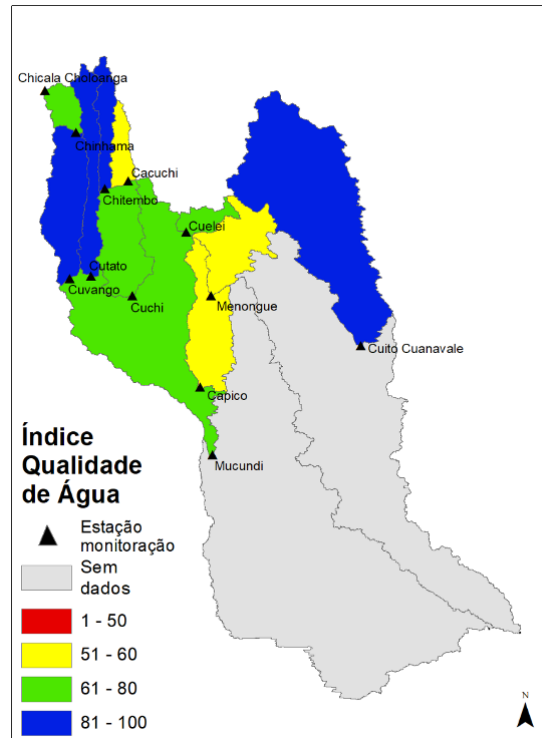 Chicala Choloanga
Chinhama
Cacuchi
Chitembo
Cuelei
Cutato
Cuvango
Cuchi
Menongue
Cuito Cuanavale
Capico
Mucundi
Índice
Qualidade
de Água
Estação
monitoração
Sem
dados
1 - 50
51 - 60
61 - 80
81 - 100
N